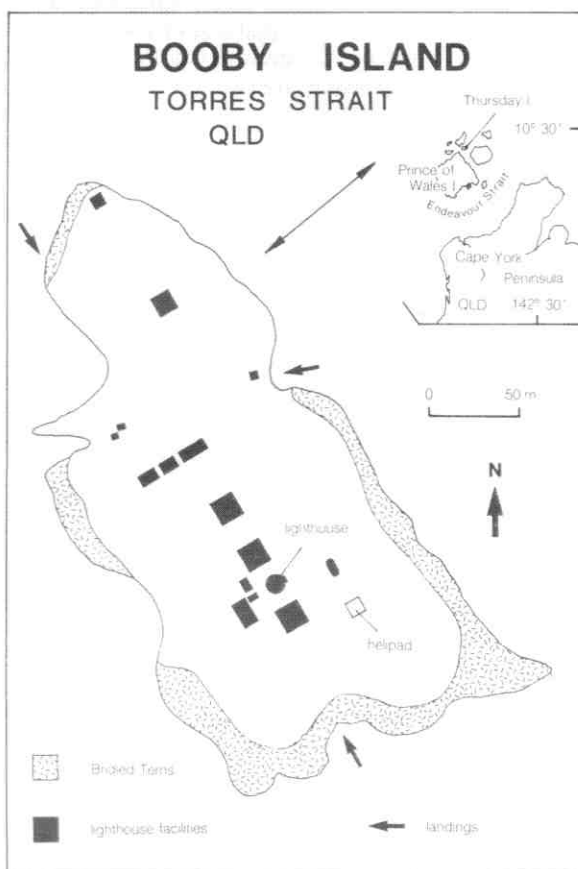 BOOBY ISLAND
TORRES STRAIT
QLD
Thursday I.
10° 30'
Prince of
Wales I.
Endeavour Strait
Cape York
Peninsula
QLD
142° 30'
0 50 m
N
lighthouse
helipad
Bridled Terns
lighthouse facilities
landings